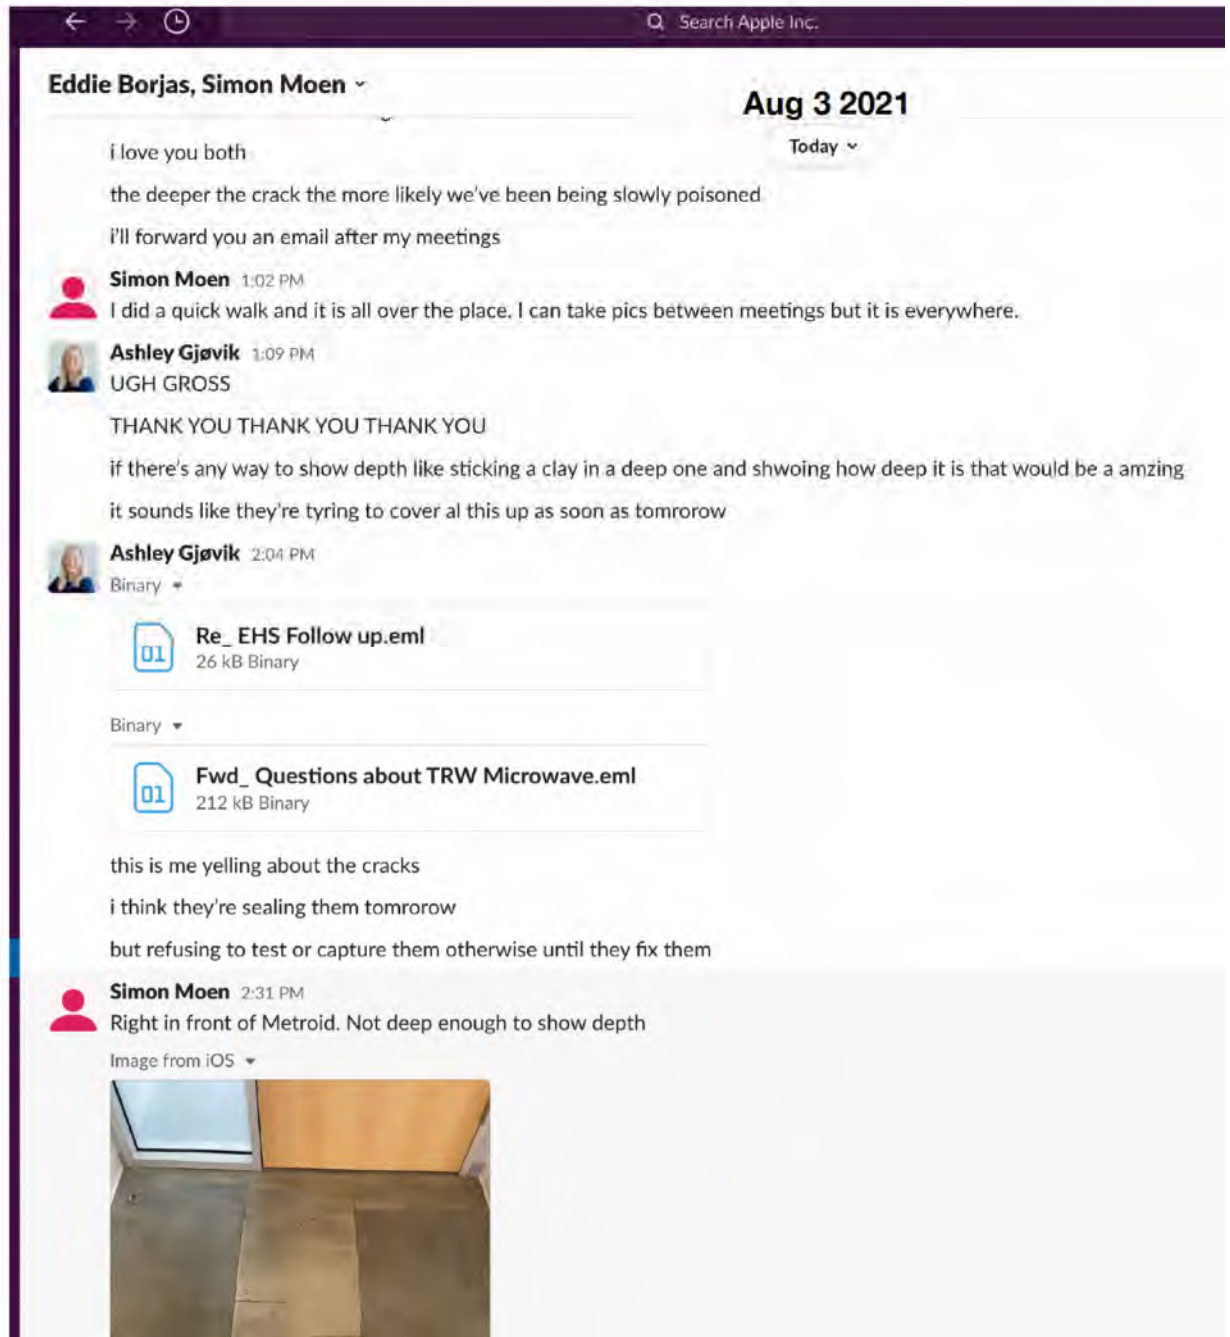 Search Apple Inc.
Eddie Borjas, Simon Moen
Aug 3 2021
Today
i love you both
the deeper the crack the more likely we've been being slowly poisoned
i'll forward you an email after my meetings
Simon Moen 1:02 PM
I did a quick walk and it is all over the place. I can take pics between meetings but it is everywhere.
Ashley Gjøvik 1:09 PM
UGH GROSS
THANK YOU THANK YOU THANK YOU
if there's any way to show depth like sticking a clay in a deep one and shwoing how deep it is that would be a amzing
it sounds like they're tyring to cover al this up as soon as tomrorow
Ashley Gjøvik 2:04 PM
Binary
01
Re_ EHS Follow up.eml
26 kB Binary
Binary
01
Fwd_ Questions about TRW Microwave.eml
212 kB Binary
this is me yelling about the cracks
i think they're sealing them tomrorow
but refusing to test or capture them otherwise until they fix them
Simon Moen 2:31 PM
Right in front of Metroid. Not deep enough to show depth
Image from iOS